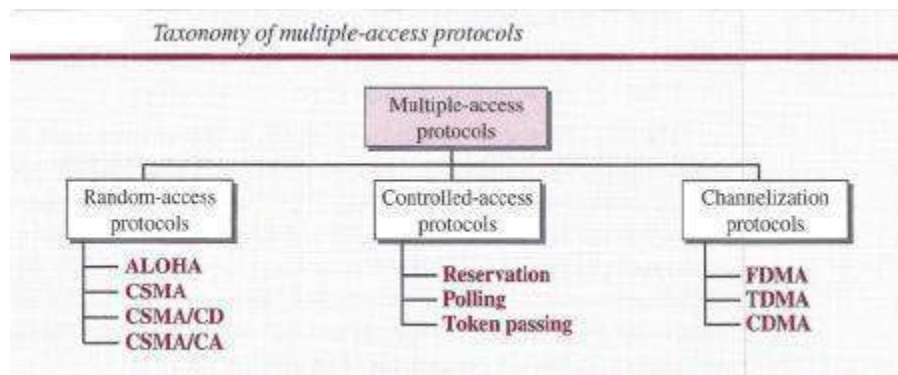 Taxonomy of multiple-access protocols
Multiple-access
protocols
Random-access
protocols
ALOHA
CSMA
CSMA/CD
CSMA/CA
Controlled-access
protocols
Reservation
Polling
Token passing
Channelization
protocols
FDMA
TDMA
CDMA